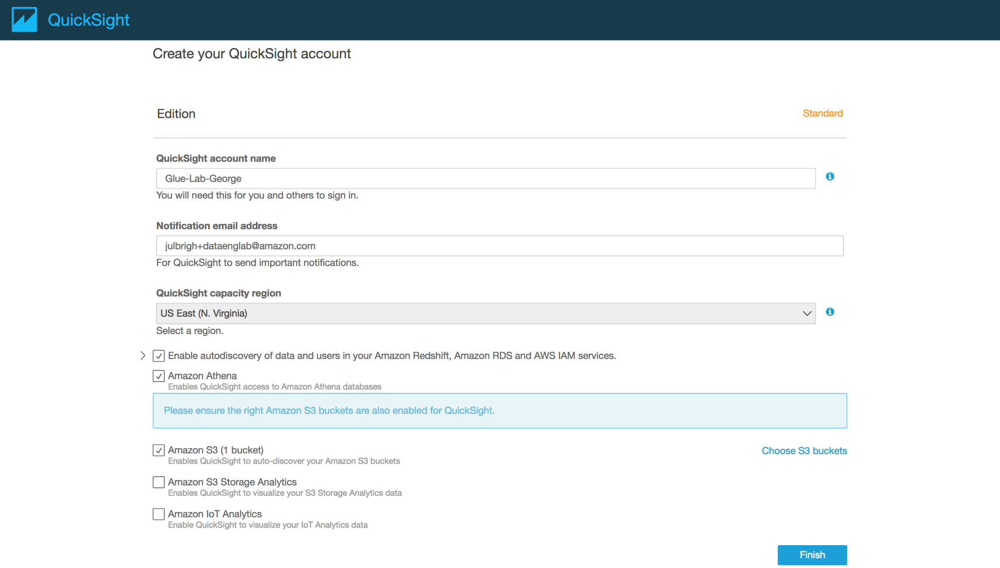 QuickSight
Create your QuickSight account
Edition
Standard
QuickSight account name
Glue-Lab-George
You will need this for you and others to sign in.
Notification email address
julbrigh+dataenglab@amazon.com
For QuickSight to send important notifications.
QuickSight capacity region
US East (N. Virginia)
Select a region.
Enable autodiscovery of data and users in your Amazon Redshift, Amazon RDS and AWS IAM services.
Amazon Athena
Enables QuickSight access to Amazon Athena databases
Please ensure the right Amazon S3 buckets are also enabled for QuickSight.
Amazon S3 (1 bucket)
Choose S3 buckets
Enables QuickSight to auto-discover your Amazon S3 buckets
Amazon S3 Storage Analytics
Enables QuickSight to visualize your S3 Storage Analytics data
Amazon IoT Analytics
Enable QuickSight to visualize your IoT Analytics data
Finish